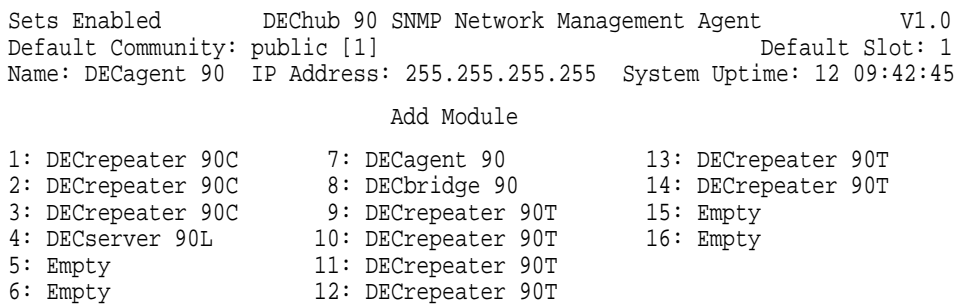 Sets Enabled DEChub 90 SNMP Network Management Agent V1.0
Default Community: public [1] Default Slot: 1
Name: DECagent 90 IP Address: 255.255.255.255 System Uptime: 12 09:42:45
Add Module
1: DECrepeater 90C 7: DECagent 90 13: DECrepeater 90T
2: DECrepeater 90C 8: DECbridge 90 14: DECrepeater 90T
3: DECrepeater 90C 9: DECrepeater 90T 15: Empty
4: DECserver 90L 10: DECrepeater 90T 16: Empty
5: Empty 11: DECrepeater 90T
6: Empty 12: DECrepeater 90T